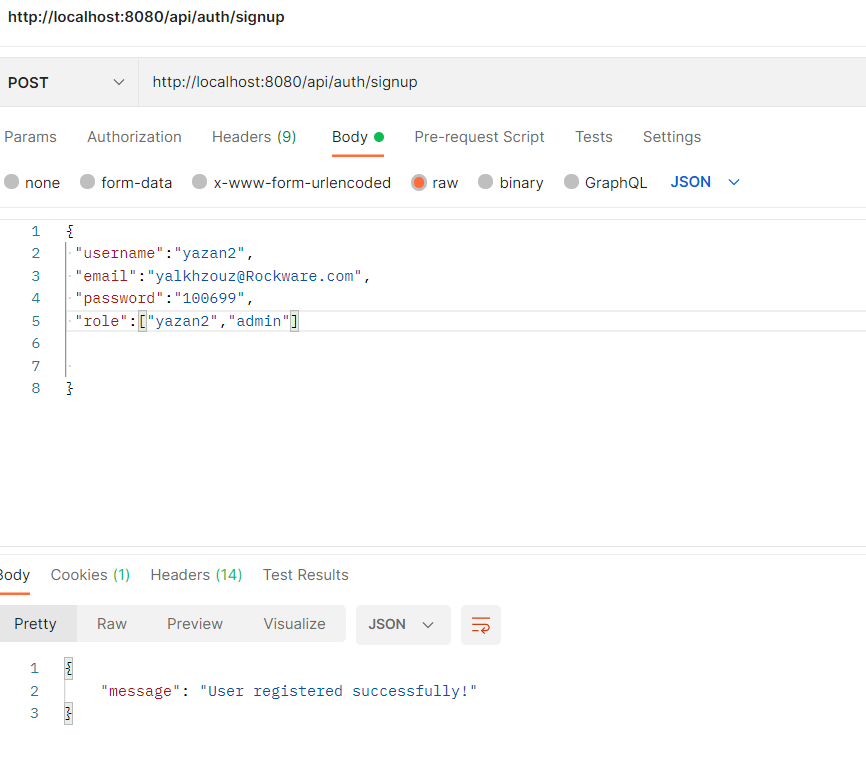 http://localhost:8080/api/auth/signup
POST http://localhost:8080/api/auth/signup
Params Authorization Headers (9) Body Pre-request Script Tests Settings
none form-data x-www-form-urlencoded raw binary GraphQL JSON
1 {
2 "username":"yazan2",
3 "email":"yalkhzouz@Rockware.com",
4 "password":"100699",
5 "role":["yazan2","admin"]
6
7
8 }
Body Cookies (1) Headers (14) Test Results
Pretty Raw Preview Visualize JSON
1 {
2 "message": "User registered successfully!"
3 }